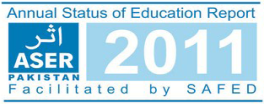 Annual Status of Education Report
اثر
ASER
PAKISTAN
2011
Facilitated by SAFED